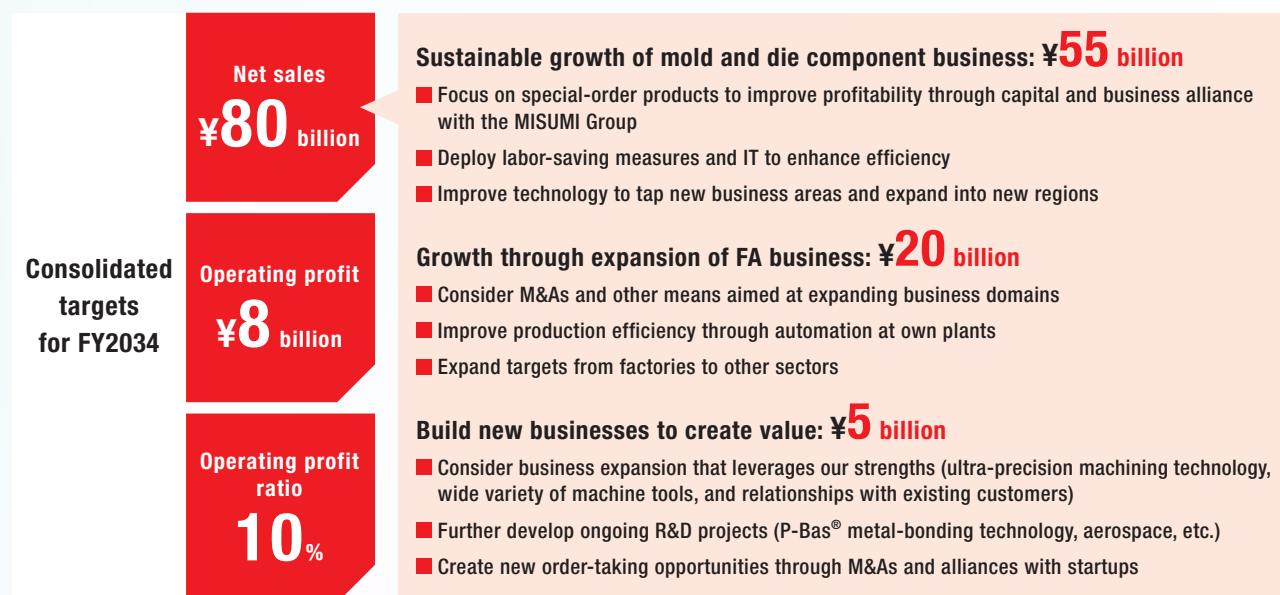 Consolidated
targets
for FY2034
Net sales
¥80 billion
Operating profit
¥8 billion
Operating profit
ratio
10%
Sustainable growth of mold and die component business: ¥55 billion
Focus on special-order products to improve profitability through capital and business alliance
with the MISUMI Group
Deploy labor-saving measures and IT to enhance efficiency
Improve technology to tap new business areas and expand into new regions
Growth through expansion of FA business: ¥20 billion
Consider M&As and other means aimed at expanding business domains
Improve production efficiency through automation at own plants
Expand targets from factories to other sectors
Build new businesses to create value: ¥5 billion
Consider business expansion that leverages our strengths (ultra-precision machining technology,
wide variety of machine tools, and relationships with existing customers)
Further develop ongoing R&D projects (P-Bas® metal-bonding technology, aerospace, etc.)
Create new order-taking opportunities through M&As and alliances with startups